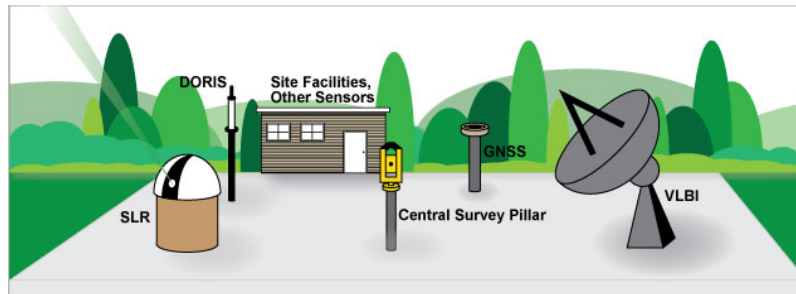 DORIS
Site Facilities,
Other Sensors
GNSS
SLR
Central Survey Pillar
VLBI